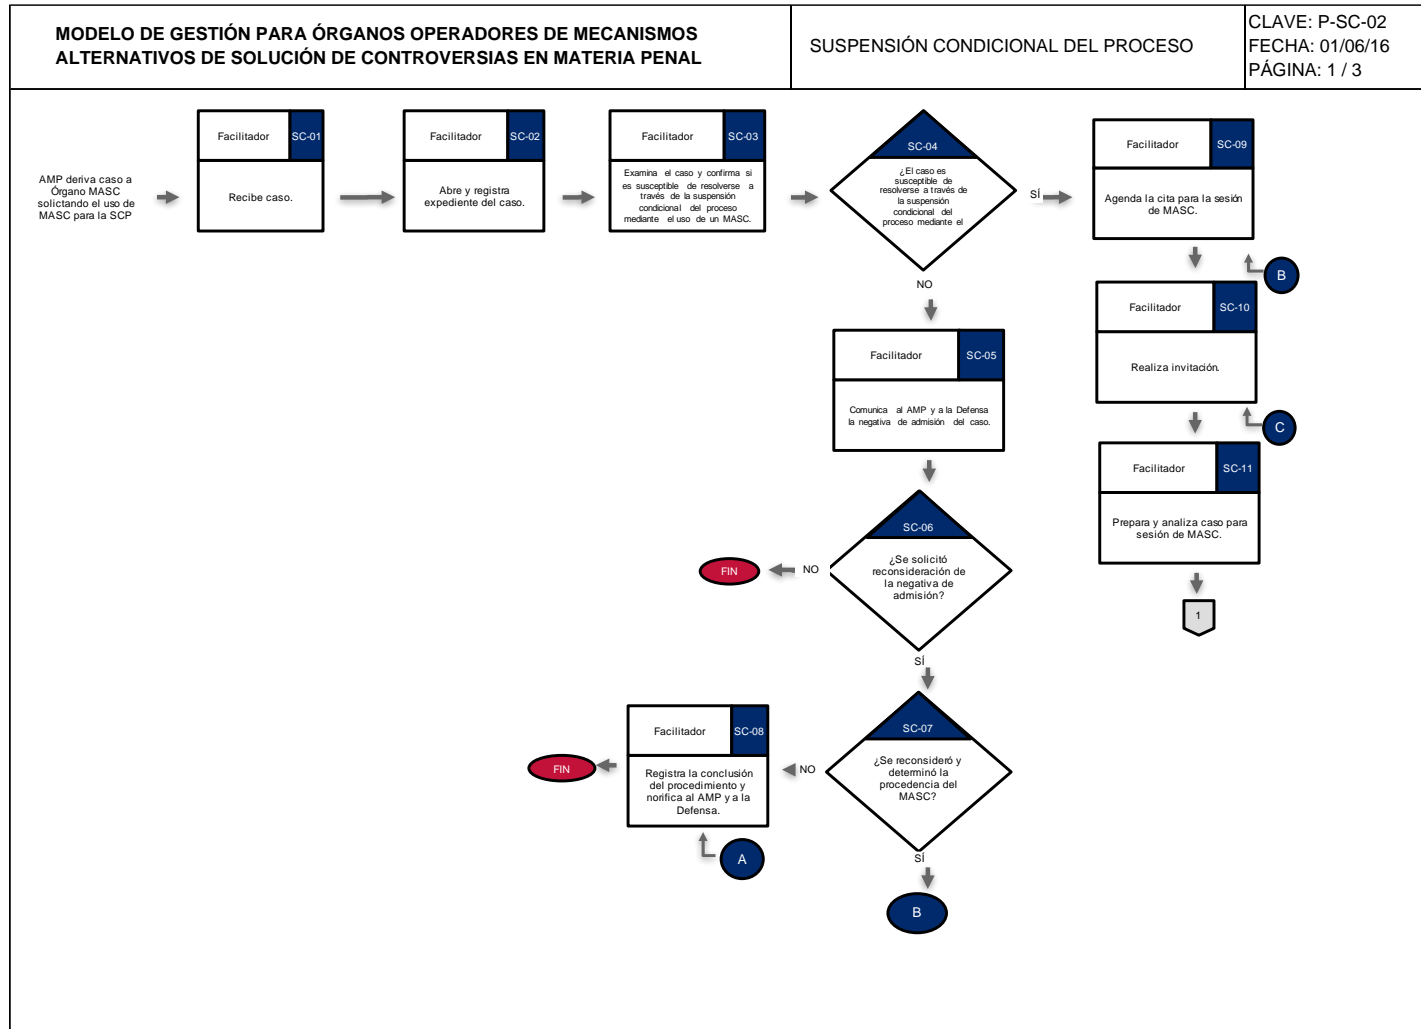 MODELO DE GESTIÓN PARA ÓRGANOS OPERADORES DE MECANISMOS
ALTERNATIVOS DE SOLUCIÓN DE CONTROVERSIAS EN MATERIA PENAL
SUSPENSIÓN CONDICIONAL DEL PROCESO
CLAVE: P-SC-02
FECHA: 01/06/16
PÁGINA: 1 / 3
AMP deriva caso a
Órgano MASC
solictando el uso de
MASC para la SCP
Facilitador
SC-01
Recibe caso.
Facilitador
SC-02
Abre y registra
expediente del caso.
Facilitador
SC-03
Examina el caso y confirma si
es susceptible de resolverse a
través de la suspensión
condicional del proceso
mediante el uso de un MASC.
SC-04
¿El caso es
susceptible de
resolverse a través de
la suspensión
condicional del
proceso mediante el
SÍ
NO
Facilitador
SC-09
Agenda la cita para la sesión
de MASC.
B
Facilitador
SC-10
Realiza invitación.
C
Facilitador
SC-11
Prepara y analiza caso para
sesión de MASC.
1
Facilitador
SC-05
Comunica al AMP y a la Defensa
la negativa de admisión del caso.
SC-06
¿Se solicitó
reconsideración de
la negativa de
admisión?
NO
FIN
SÍ
SC-07
¿Se reconsideró y
determinó la
procedencia del
MASC?
NO
Facilitador
SC-08
Registra la conclusión
del procedimiento y
norifica al AMP y a la
Defensa.
FIN
A
SÍ
B